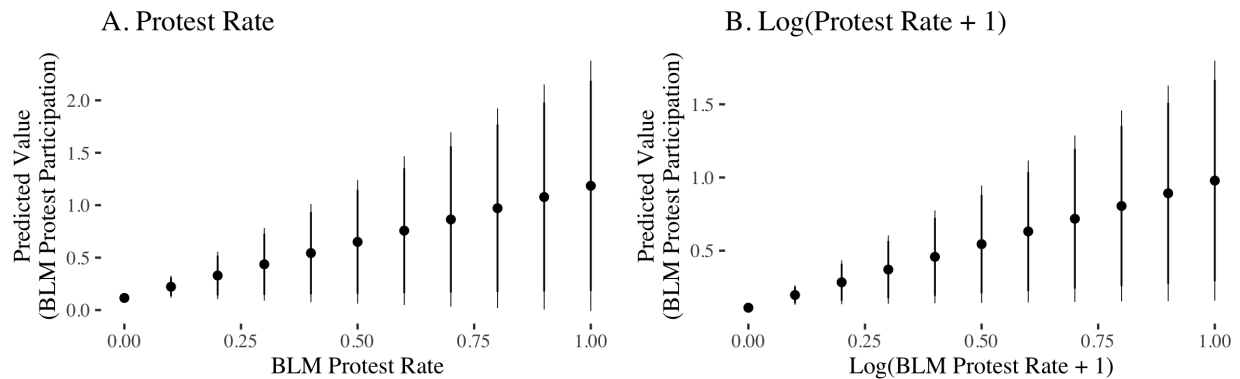 A. Protest Rate
Predicted Value
(BLM Protest Participation)
2.0
1.5
1.0
0.5
0.0
0.00 0.25 0.50 0.75 1.00
BLM Protest Rate
B. Log(Protest Rate + 1)
Predicted Value
(BLM Protest Participation)
1.5
1.0
0.5
0.00 0.25 0.50 0.75 1.00
Log(BLM Protest Rate + 1)